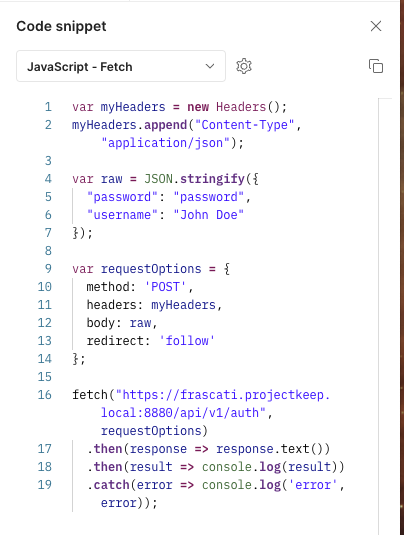 Code snippet
JavaScript - Fetch
1 var myHeaders = new Headers();
2 myHeaders.append("Content-Type",
"application/json");
3
4 var raw = JSON.stringify({
5 "password": "password",
6 "username": "John Doe"
7 });
8
9 var requestOptions = {
10 method: 'POST',
11 headers: myHeaders,
12 body: raw,
13 redirect: 'follow'
14 };
15
16 fetch("https://frascati.projectkeep.
local:8880/api/v1/auth",
requestOptions)
17 .then(response => response.text())
18 .then(result => console.log(result))
19 .catch(error => console.log('error',
error));